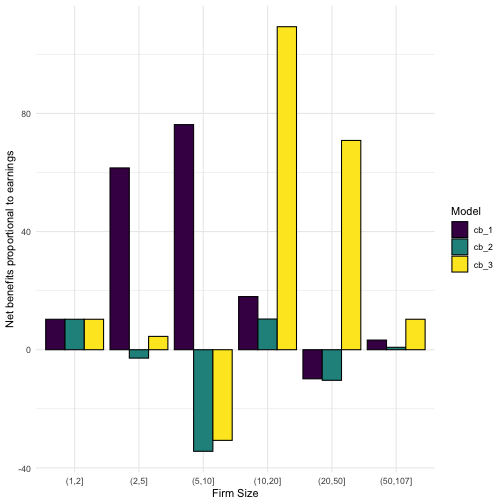 Net benefits proportional to earnings
80
40
0
-40
(1,2]
(2,5]
(5,10]
(10,20]
(20,50]
(50,107]
Firm Size
Model
cb_1
cb_2
cb_3